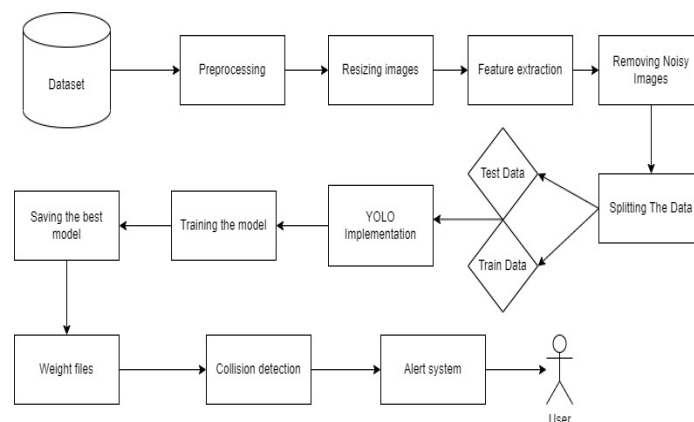 Dataset
Preprocessing
Resizing images
Feature extraction
Removing Noisy
Images
Test Data
Splitting The Data
Train Data
YOLO
Implementation
Training the model
Saving the best
model
Weight files
Collision detection
Alert system
User